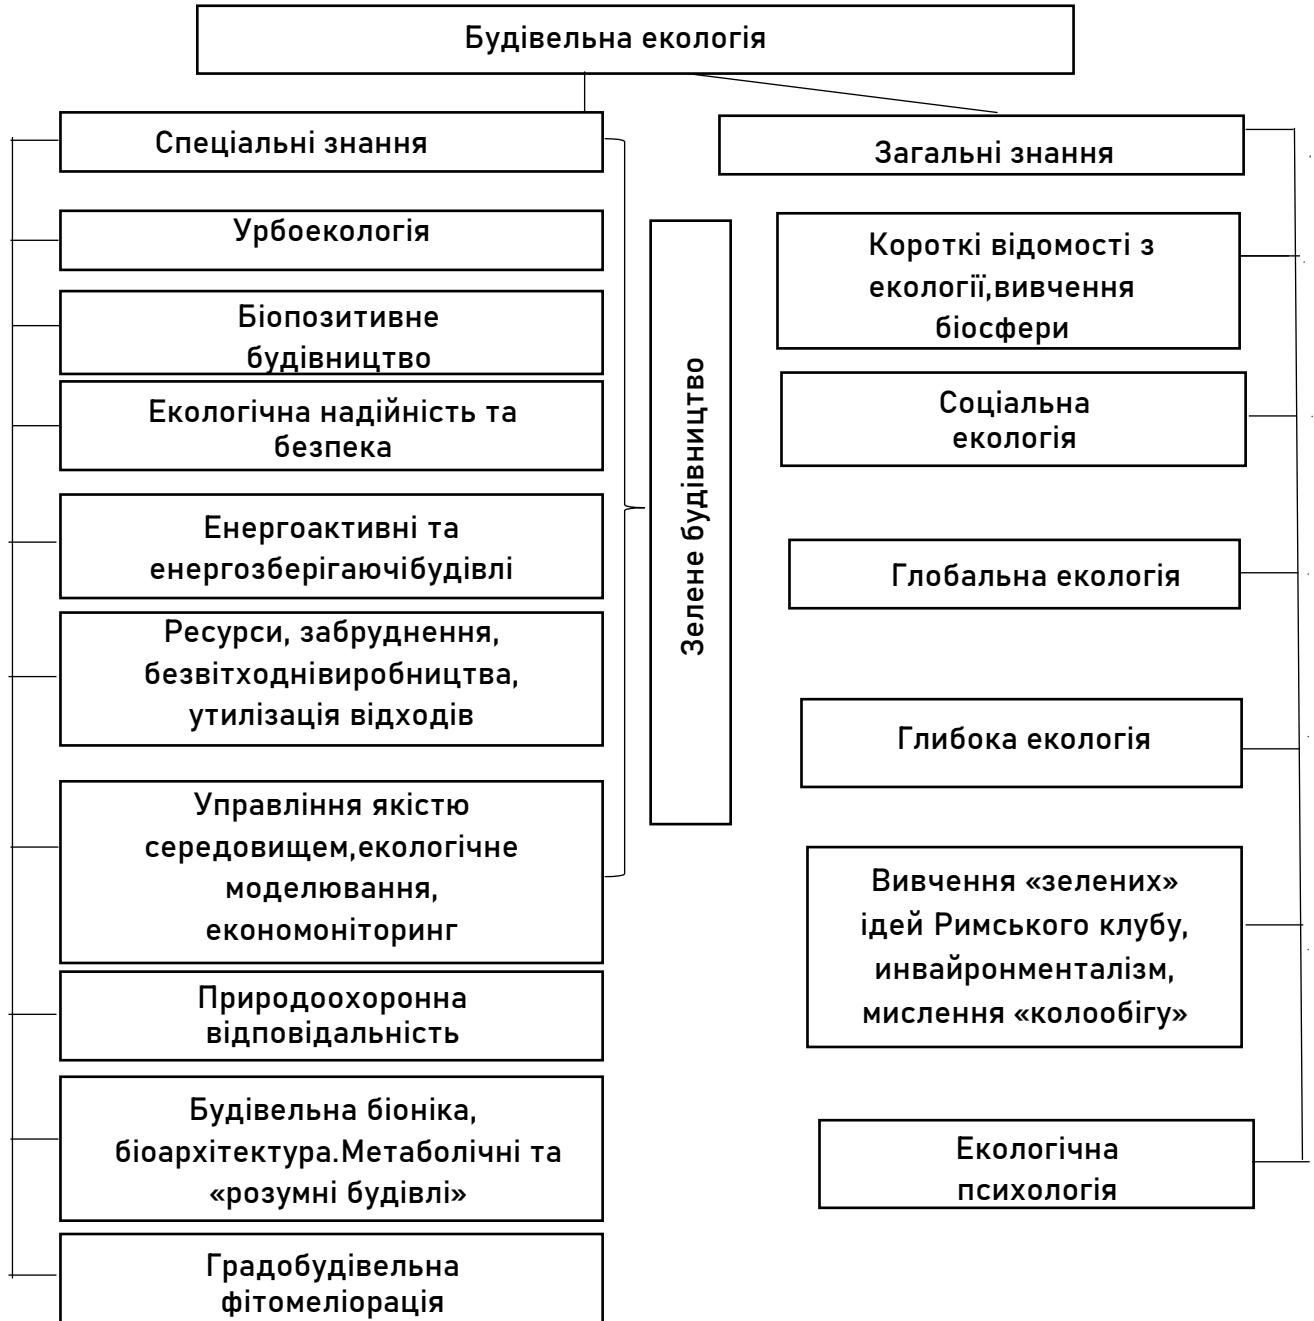 Будівельна екологія
Спеціальні знання
Урбоекологія
Біопозитивне
будівництво
Екологічна надійність та
безпека
Енергоактивні та
енергозберігаючібудівлі
Ресурси, забруднення,
безвітходнівиробництва,
утилізація відходів
Управління якістю
середовищем,екологічне
моделювання,
економоніторинг
Природоохоронна
відповідальність
Будівельна біоніка,
біоархітектура.Метаболічні та
«розумні будівлі»
Градобудівельна
фітомеліорація
Зелене будівництво
Загальні знання
Короткі відомості з
екології,вивчення
біосфери
Соціальна
екологія
Глобальна екологія
Глибока екологія
Вивчення «зелених»
ідей Римського клубу,
инвайронменталізм,
мислення «колообігу»
Екологічна
психологія